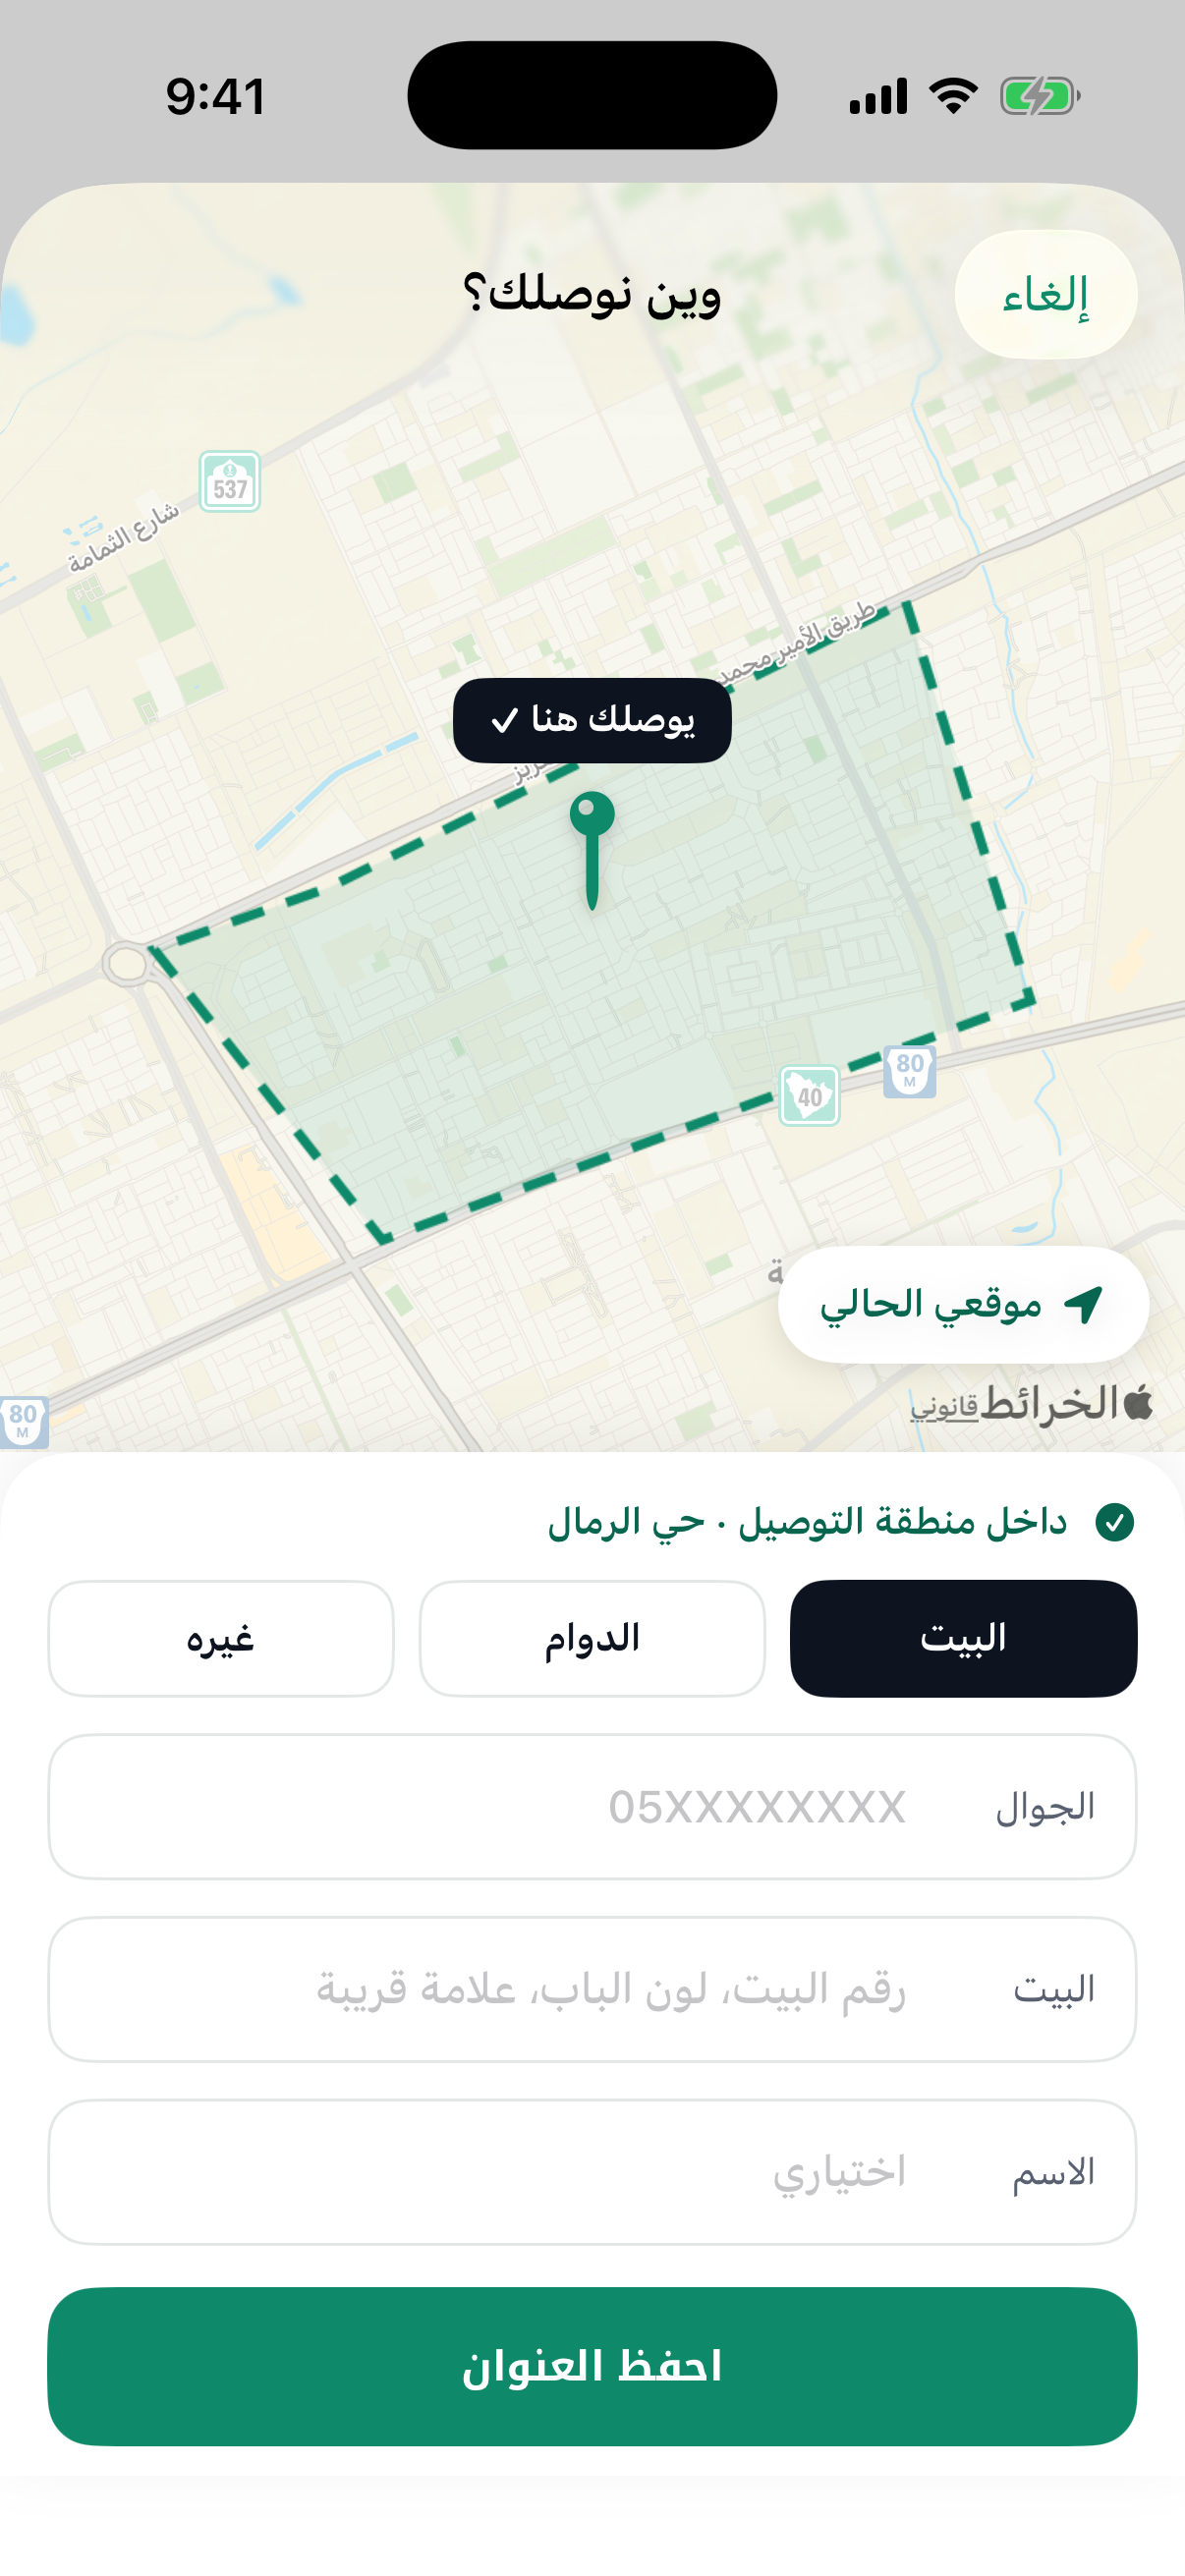 9:41
إلغاء
وين نوصلك؟
537
شارع الثمامة
طريق الأمير محمد
يوصلك هنا ✓
80
M
40
موقعي الحالي
80
M
الخرائط
قانوني
داخل منطقة التوصيل · حي الرمال
البيت
الدوام
غيره
الجوال
05XXXXXXXX
البيت
رقم البيت، لون الباب، علامة قريبة
الاسم
اختياري
احفظ العنوان